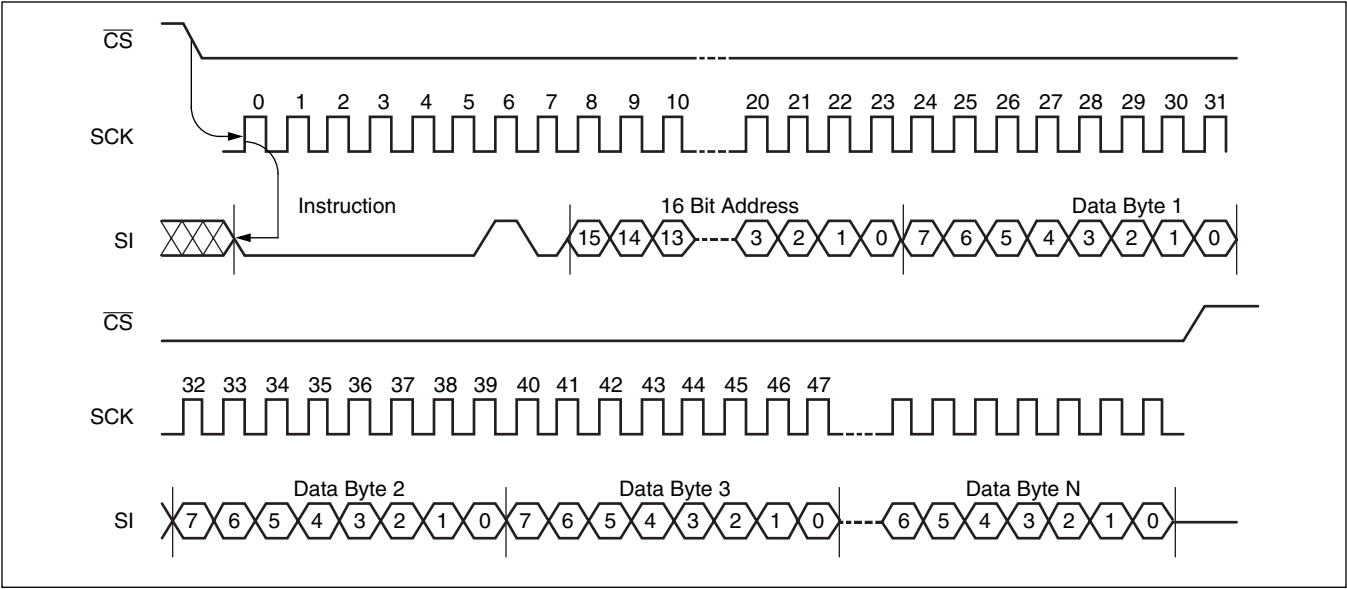 CS
0 1 2 3 4 5 6 7 8 9 10 20 21 22 23 24 25 26 27 28 29 30 31
SCK
Instruction 16 Bit Address Data Byte 1
SI 15 14 13 3 2 1 0 7 6 5 4 3 2 1 0
CS
32 33 34 35 36 37 38 39 40 41 42 43 44 45 46 47
SCK
Data Byte 2 Data Byte 3 Data Byte N
SI 7 6 5 4 3 2 1 0 7 6 5 4 3 2 1 0 6 5 4 3 2 1 0